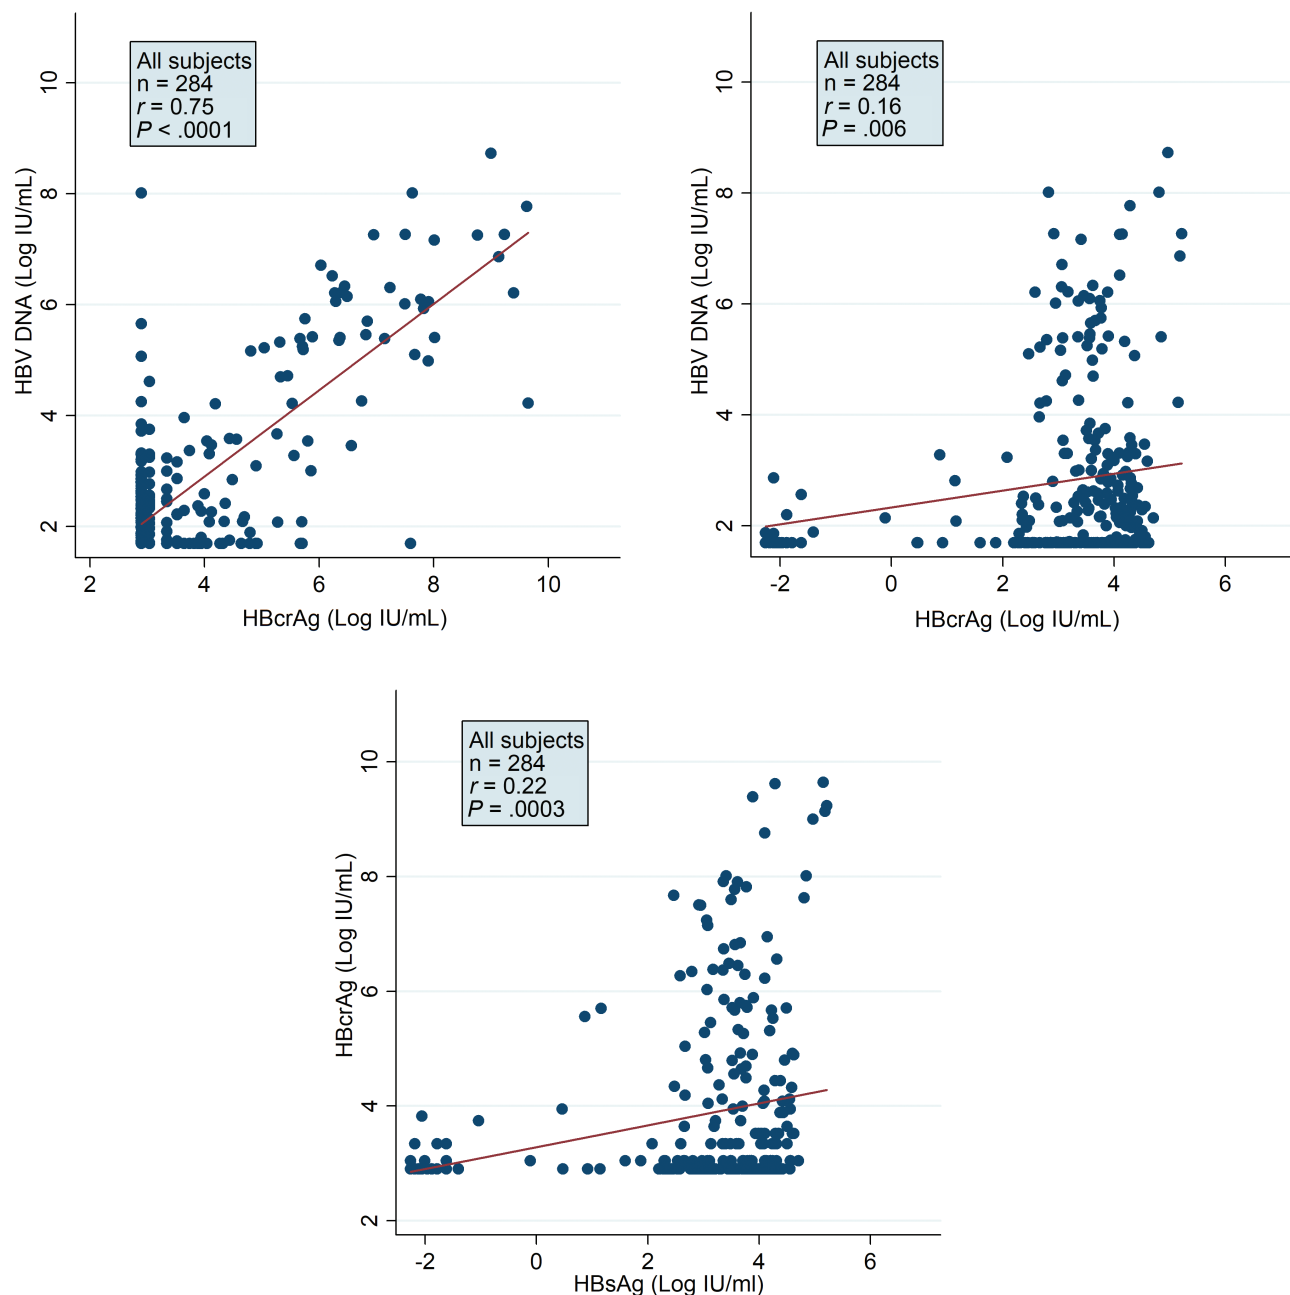 All subjects
n = 284
r = 0.75
P < .0001
10
8
6
4
2
HBV DNA (Log IU/mL)
2 4 6 8 10
HBcrAg (Log IU/mL)
All subjects
n = 284
r = 0.16
P = .006
10
8
6
4
2
HBV DNA (Log IU/mL)
-2 0 2 4 6
HBcrAg (Log IU/mL)
All subjects
n = 284
r = 0.22
P = .0003
10
8
6
4
2
HBcrAg (Log IU/mL)
-2 0 2 4 6
HBsAg (Log IU/ml)